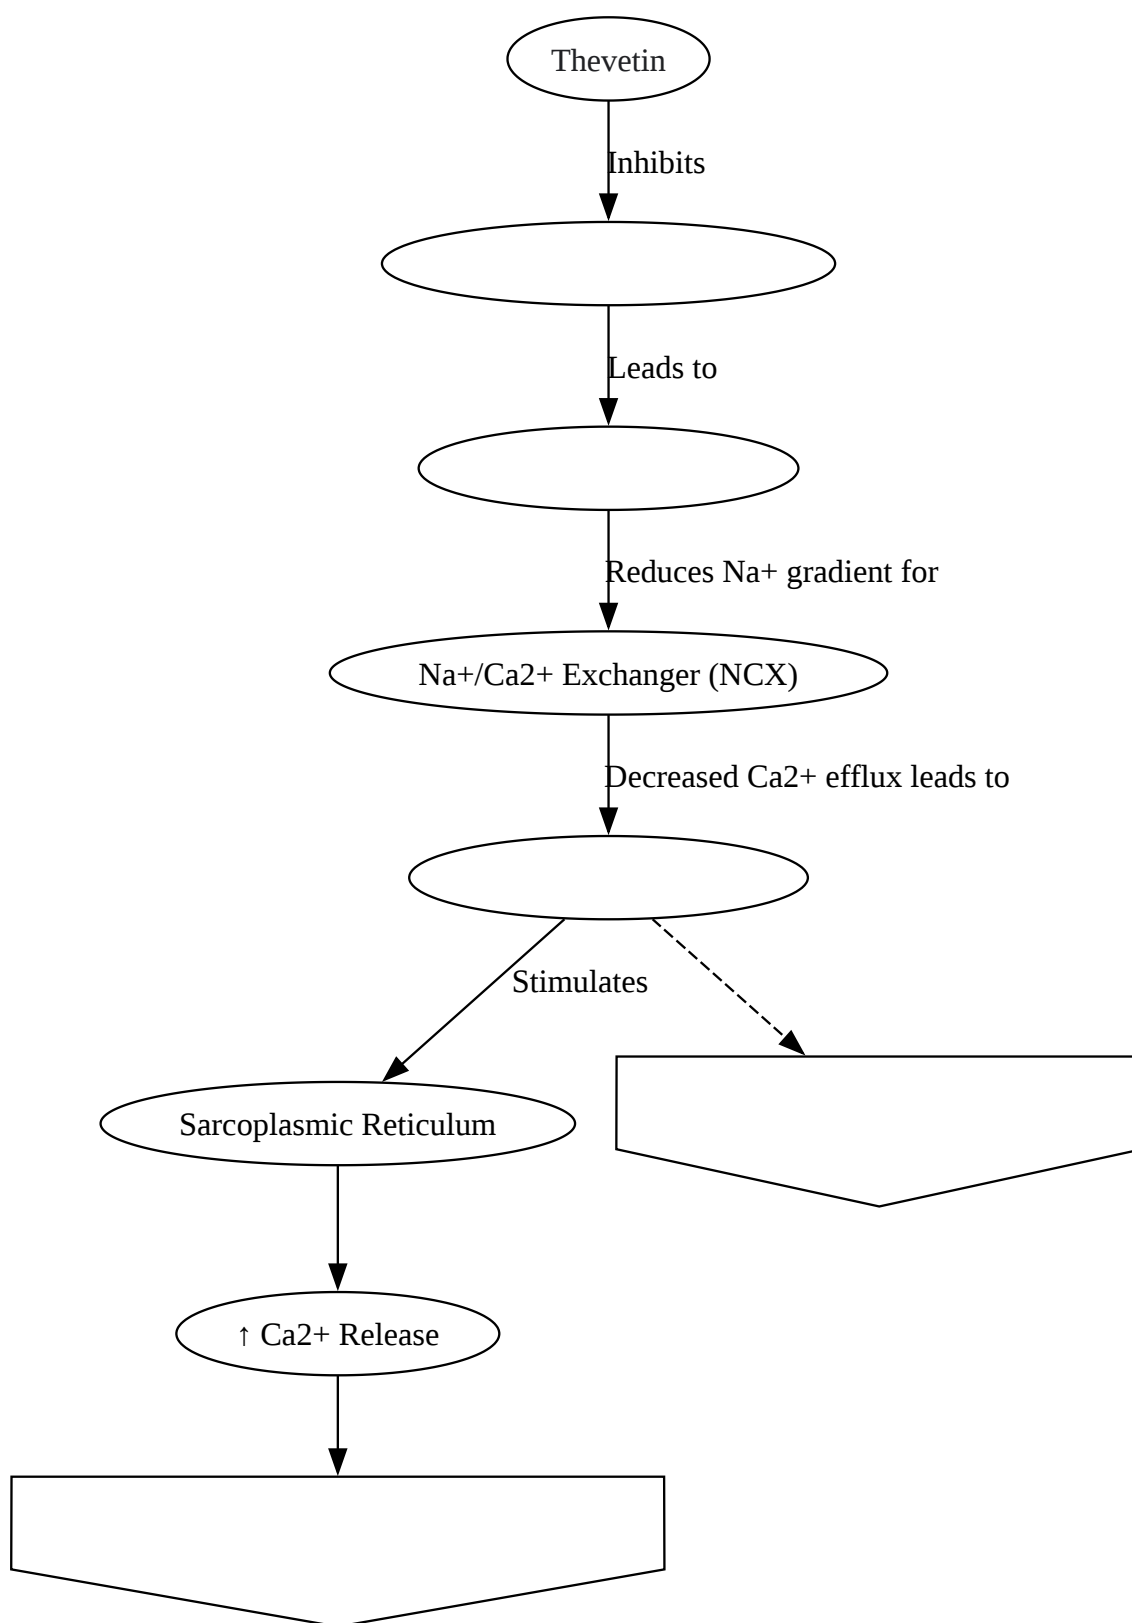 Thevetin
Inhibits
Leads to
Reduces Na+ gradient for
Na+/Ca2+ Exchanger (NCX)
Decreased Ca2+ efflux leads to
Stimulates
Sarcoplasmic Reticulum
↑ Ca2+ Release